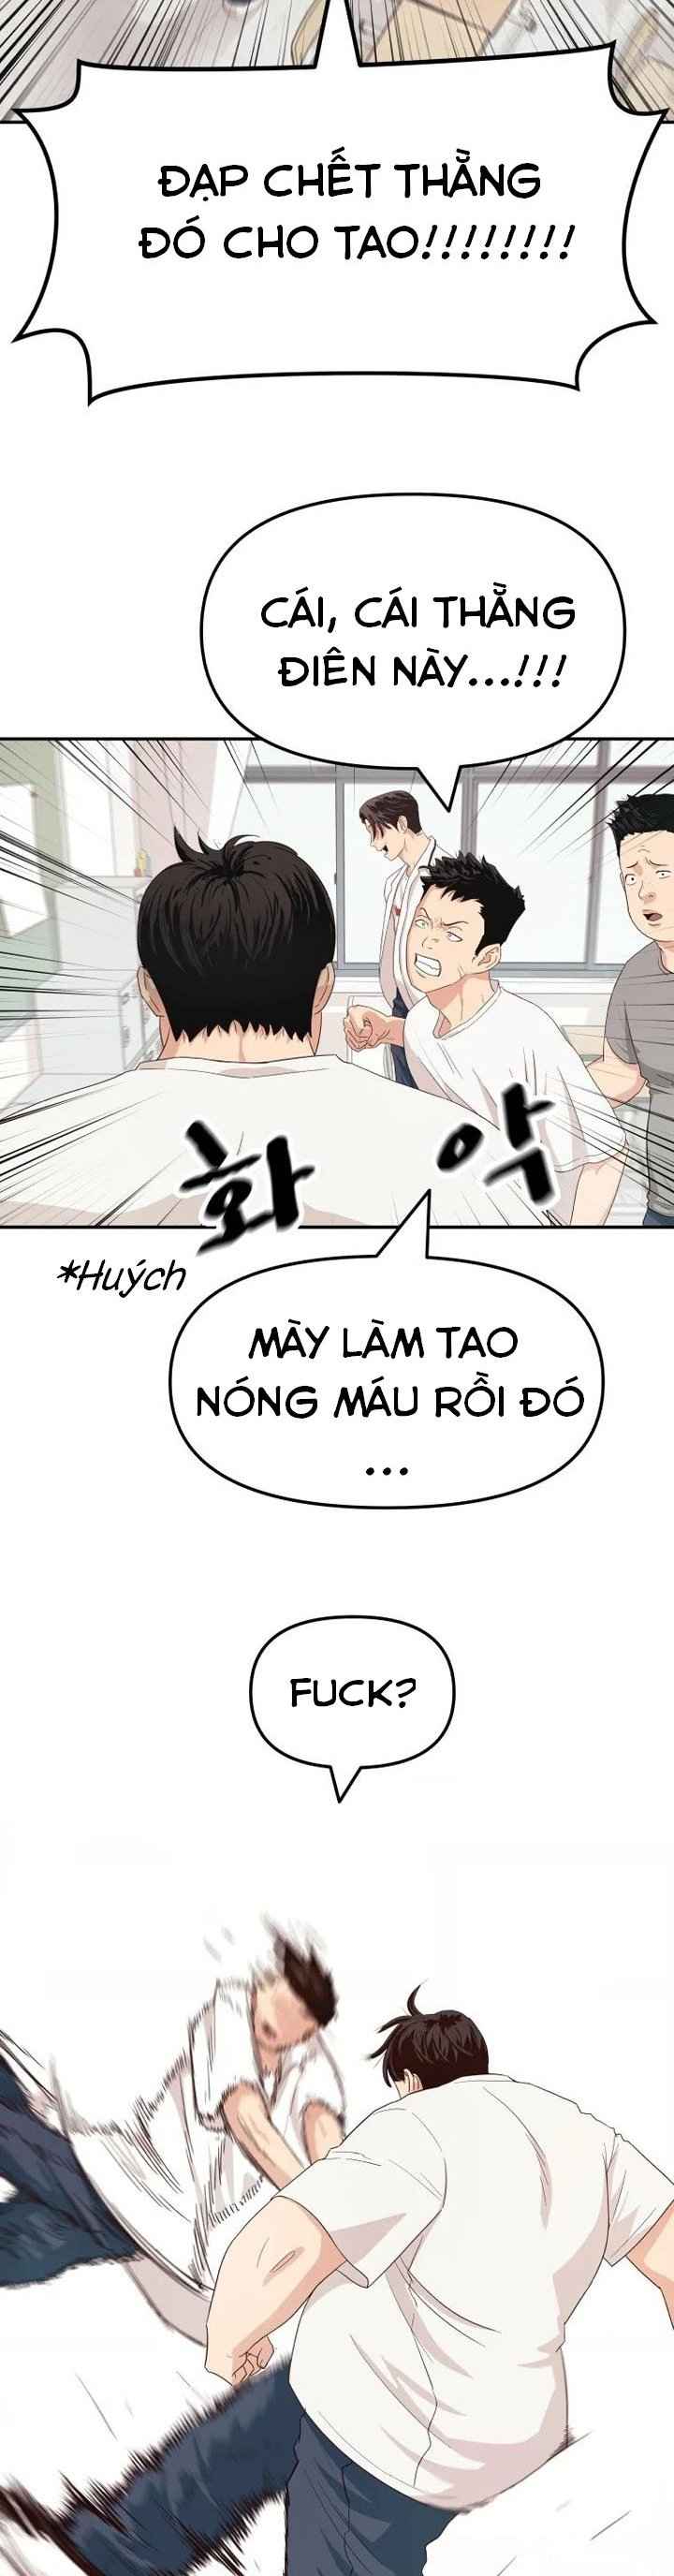 ĐẠP CHẾT THẰNG
ĐÓ CHO TAO!!!!!!!!
CÁI, CÁI THẰNG
ĐIÊN NÀY...!!!
화악
*Huých
MÀY LÀM TAO
NÓNG MÁU RỒI ĐÓ
...
FUCK?